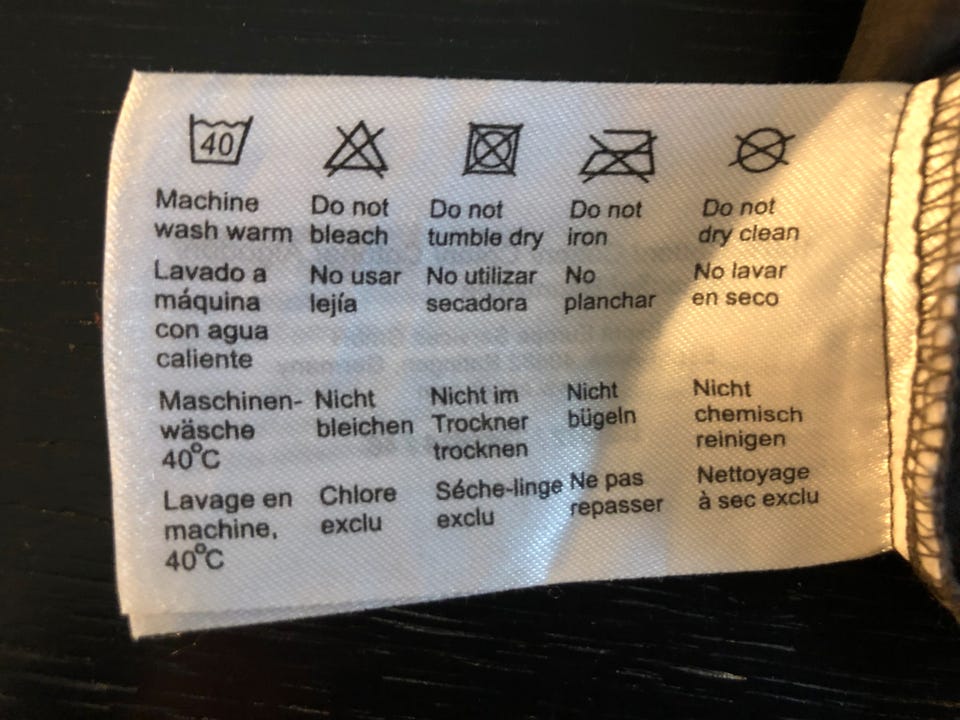 40
Machine
wash warm
Do not
bleach
Do not
tumble dry
Do not
iron
Do not
dry clean
Lavado a
máquina
con agua
caliente
No usar
lejía
No utilizar
secadora
No
planchar
No lavar
en seco
Maschinen-
wäsche
40°C
Nicht
bleichen
Nicht im
Trockner
trocknen
Nicht
bügeln
Nicht
chemisch
reinigen
Lavage en
machine,
40°C
Chlore
exclu
Séche-linge
exclu
Ne pas
repasser
Nettoyage
à sec exclu